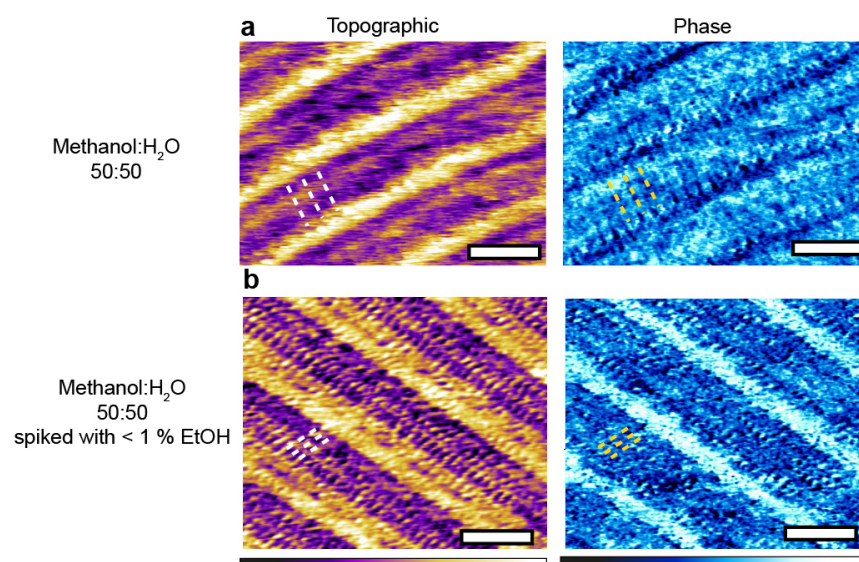 a
Topographic
Phase
Methanol:H₂O
50:50
b
Methanol:H₂O
50:50
spiked with < 1 % EtOH